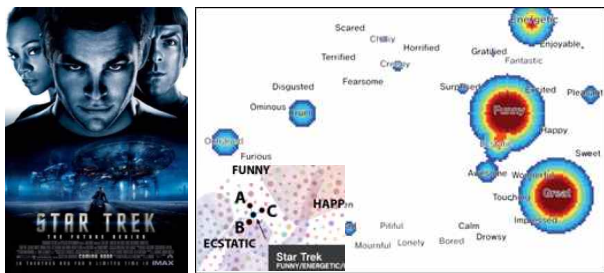 STAR TREK
THE FUTURE BEGINS
COMING SOON
IMAX
Energetic
Scared
Chilly
Horrified
Gratified
Enjoyable
Terrified
Creepy
Fantastic
Fearsome
Disgusted
Surprised
Excited
Pleasant
Ominous
Funny
Happy
Furious
Sweet
Awesome
Wonderful
Touching
Great
Impressed
Pitiful
Calm
Mournful
Lonely
Bored
Drowsy
FUNNY
A
C
B
HAPP
ECSTATIC
Star Trek
FUNNY/ENERGETIC/